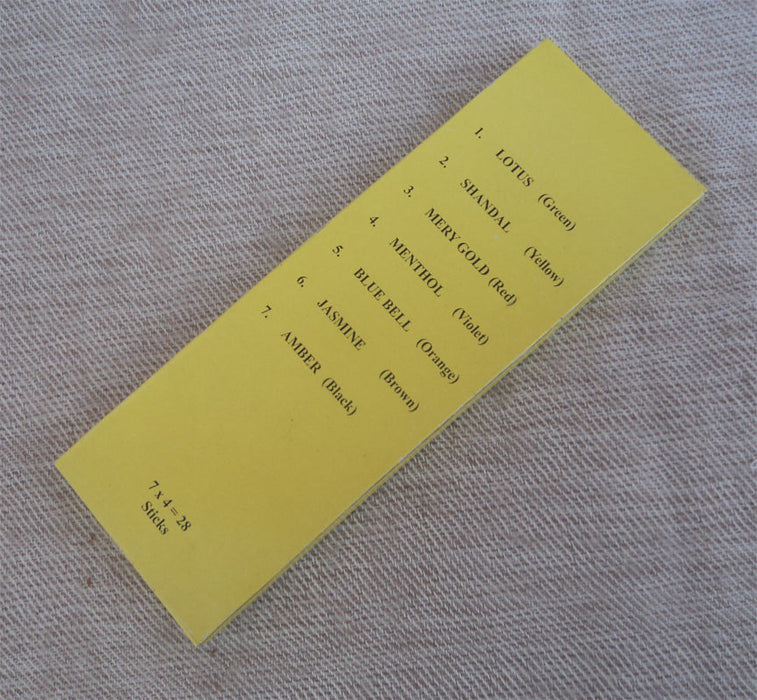 1. LOTUS (Green)
2. SHANDAL (Yellow)
3. MERY GOLD (Red)
4. MENTHOL (Violet)
5. BLUE BELL (Orange)
6. JASMINE (Brown)
7. AMBER (Black)
7 x 4 = 28
Sticks